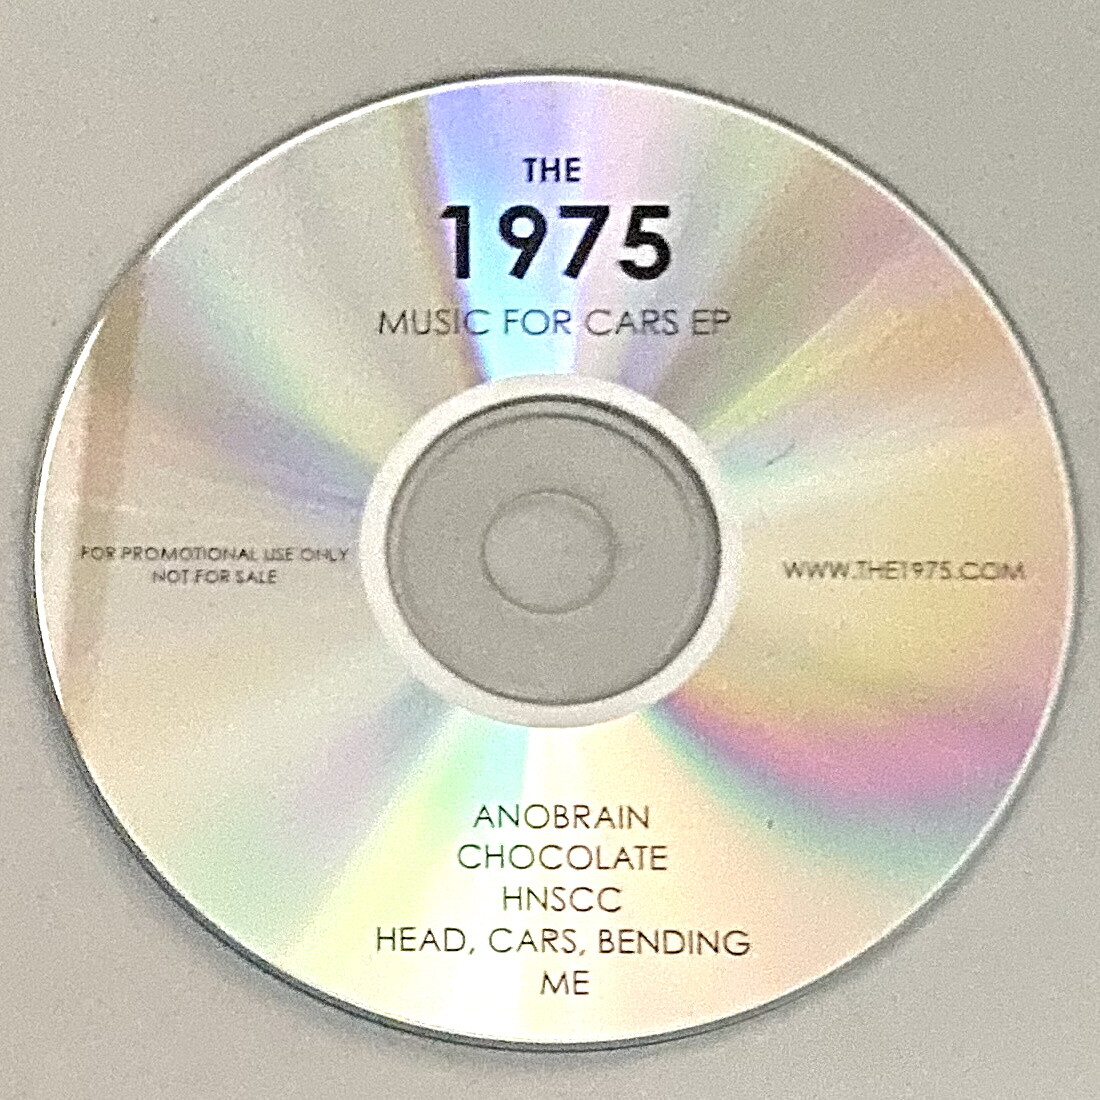 THE
1975
MUSIC FOR CARS EP
FOR PROMOTIONAL USE ONLY
NOT FOR SALE
WWW.THE1975.COM
ANOBRAIN
CHOCOLATE
HNSCC
HEAD, CARS, BENDING
ME